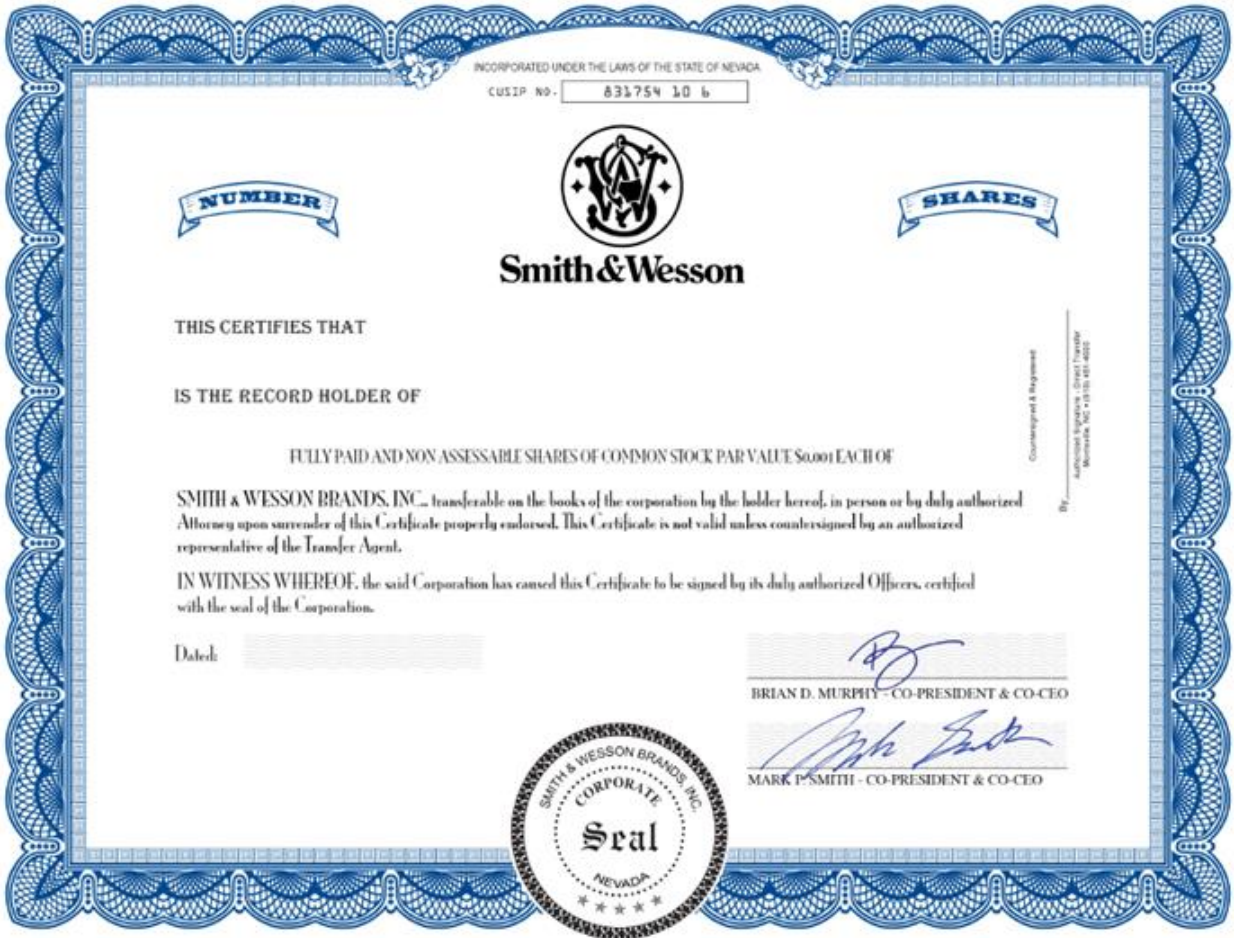 INCORPORATED UNDER THE LAWS OF THE STATE OF NEVADA
CUSIP NO. 831754 10 6
NUMBER
SHARES
Smith & Wesson
THIS CERTIFIES THAT
IS THE RECORD HOLDER OF
FULLY PAID AND NON ASSESSABLE SHARES OF COMMON STOCK PAR VALUE $0.001 EACH OF
SMITH & WESSON BRANDS, INC., transferable on the books of the corporation by the holder hereof, in person or by duly authorized
Attorney upon surrender of this Certificate properly endorsed. This Certificate is not valid unless countersigned by an authorized
representative of the Transfer Agent.
IN WITNESS WHEREOF, the said Corporation has caused this Certificate to be signed by its duly authorized Officers, certified
with the seal of the Corporation.
Dated:
Countersigned & Registered
By
Authorized Signature - Direct Transfer
Morrisville, NC
BRIAN D. MURPHY - CO-PRESIDENT & CO-CEO
MARK P. SMITH - CO-PRESIDENT & CO-CEO
SMITH & WESSON BRANDS, INC.
CORPORATE
Seal
NEVADA